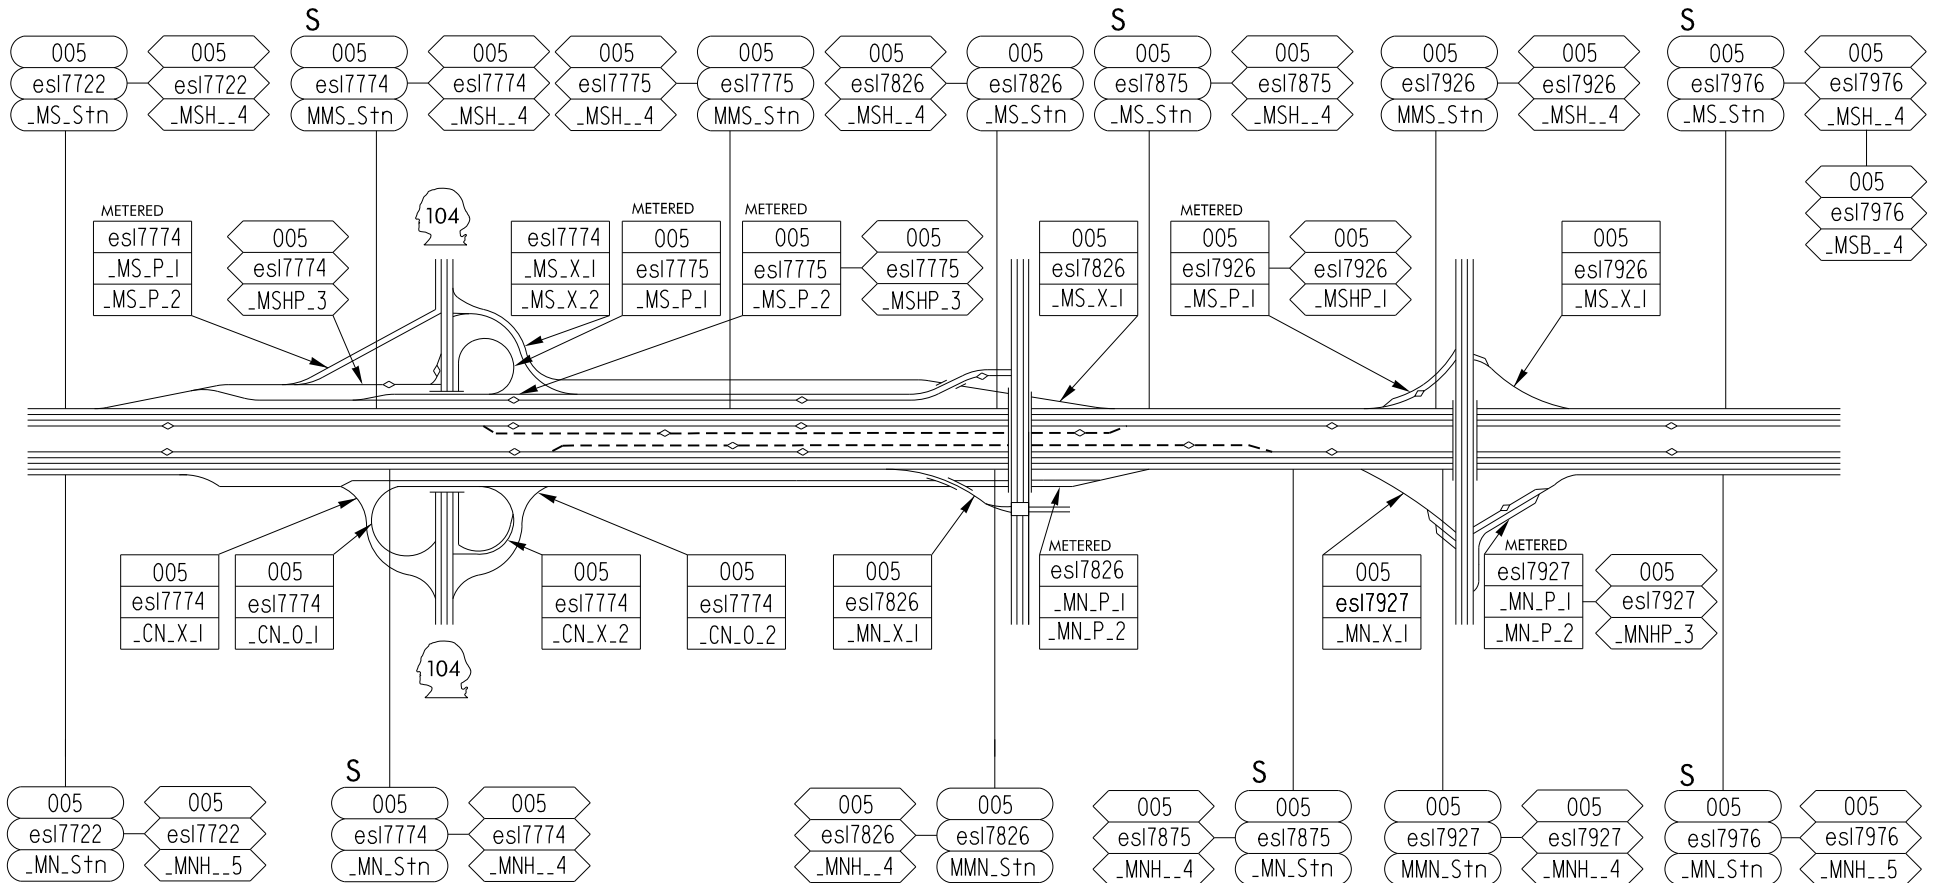 S
S
S
005
esl7722
_MS_Stn
005
esl7722
_MSH__4
005
esl7774
MMS_Stn
005
esl7774
_MSH__4
005
esl7775
_MSH__4
005
esl7775
MMS_Stn
005
esl7826
_MSH__4
005
esl7826
_MS_Stn
005
esl7875
_MS_Stn
005
esl7875
_MSH__4
005
esl7926
MMS_Stn
005
esl7926
_MSH__4
005
esl7976
_MS_Stn
005
esl7976
_MSH__4
005
esl7976
_MSB__4
METERED
esl7774
_MS_P_1
_MS_P_2
005
esl7774
_MSHP_3
104
esl7774
_MS_X_1
_MS_X_2
METERED
005
esl7775
_MS_P_1
METERED
005
esl7775
_MS_P_2
005
esl7775
_MSHP_3
005
esl7826
_MS_X_1
METERED
005
esl7926
_MS_P_1
005
esl7926
_MSHP_1
005
esl7926
_MS_X_1
005
esl7774
_CN_X_1
005
esl7774
_CN_O_1
104
005
esl7774
_CN_X_2
005
esl7774
_CN_O_2
005
esl7826
_MN_X_1
METERED
esl7826
_MN_P_1
_MN_P_2
005
esl7927
_MN_X_1
METERED
esl7927
_MN_P_1
_MN_P_2
005
esl7927
_MNHP_3
S
S
S
005
esl7722
_MN_Stn
005
esl7722
_MNH__5
005
esl7774
_MN_Stn
005
esl7774
_MNH__4
005
esl7826
_MNH__4
005
esl7826
MMN_Stn
005
esl7875
_MNH__4
005
esl7875
_MN_Stn
005
esl7927
MMN_Stn
005
esl7927
_MNH__4
005
esl7976
_MN_Stn
005
esl7976
_MNH__5